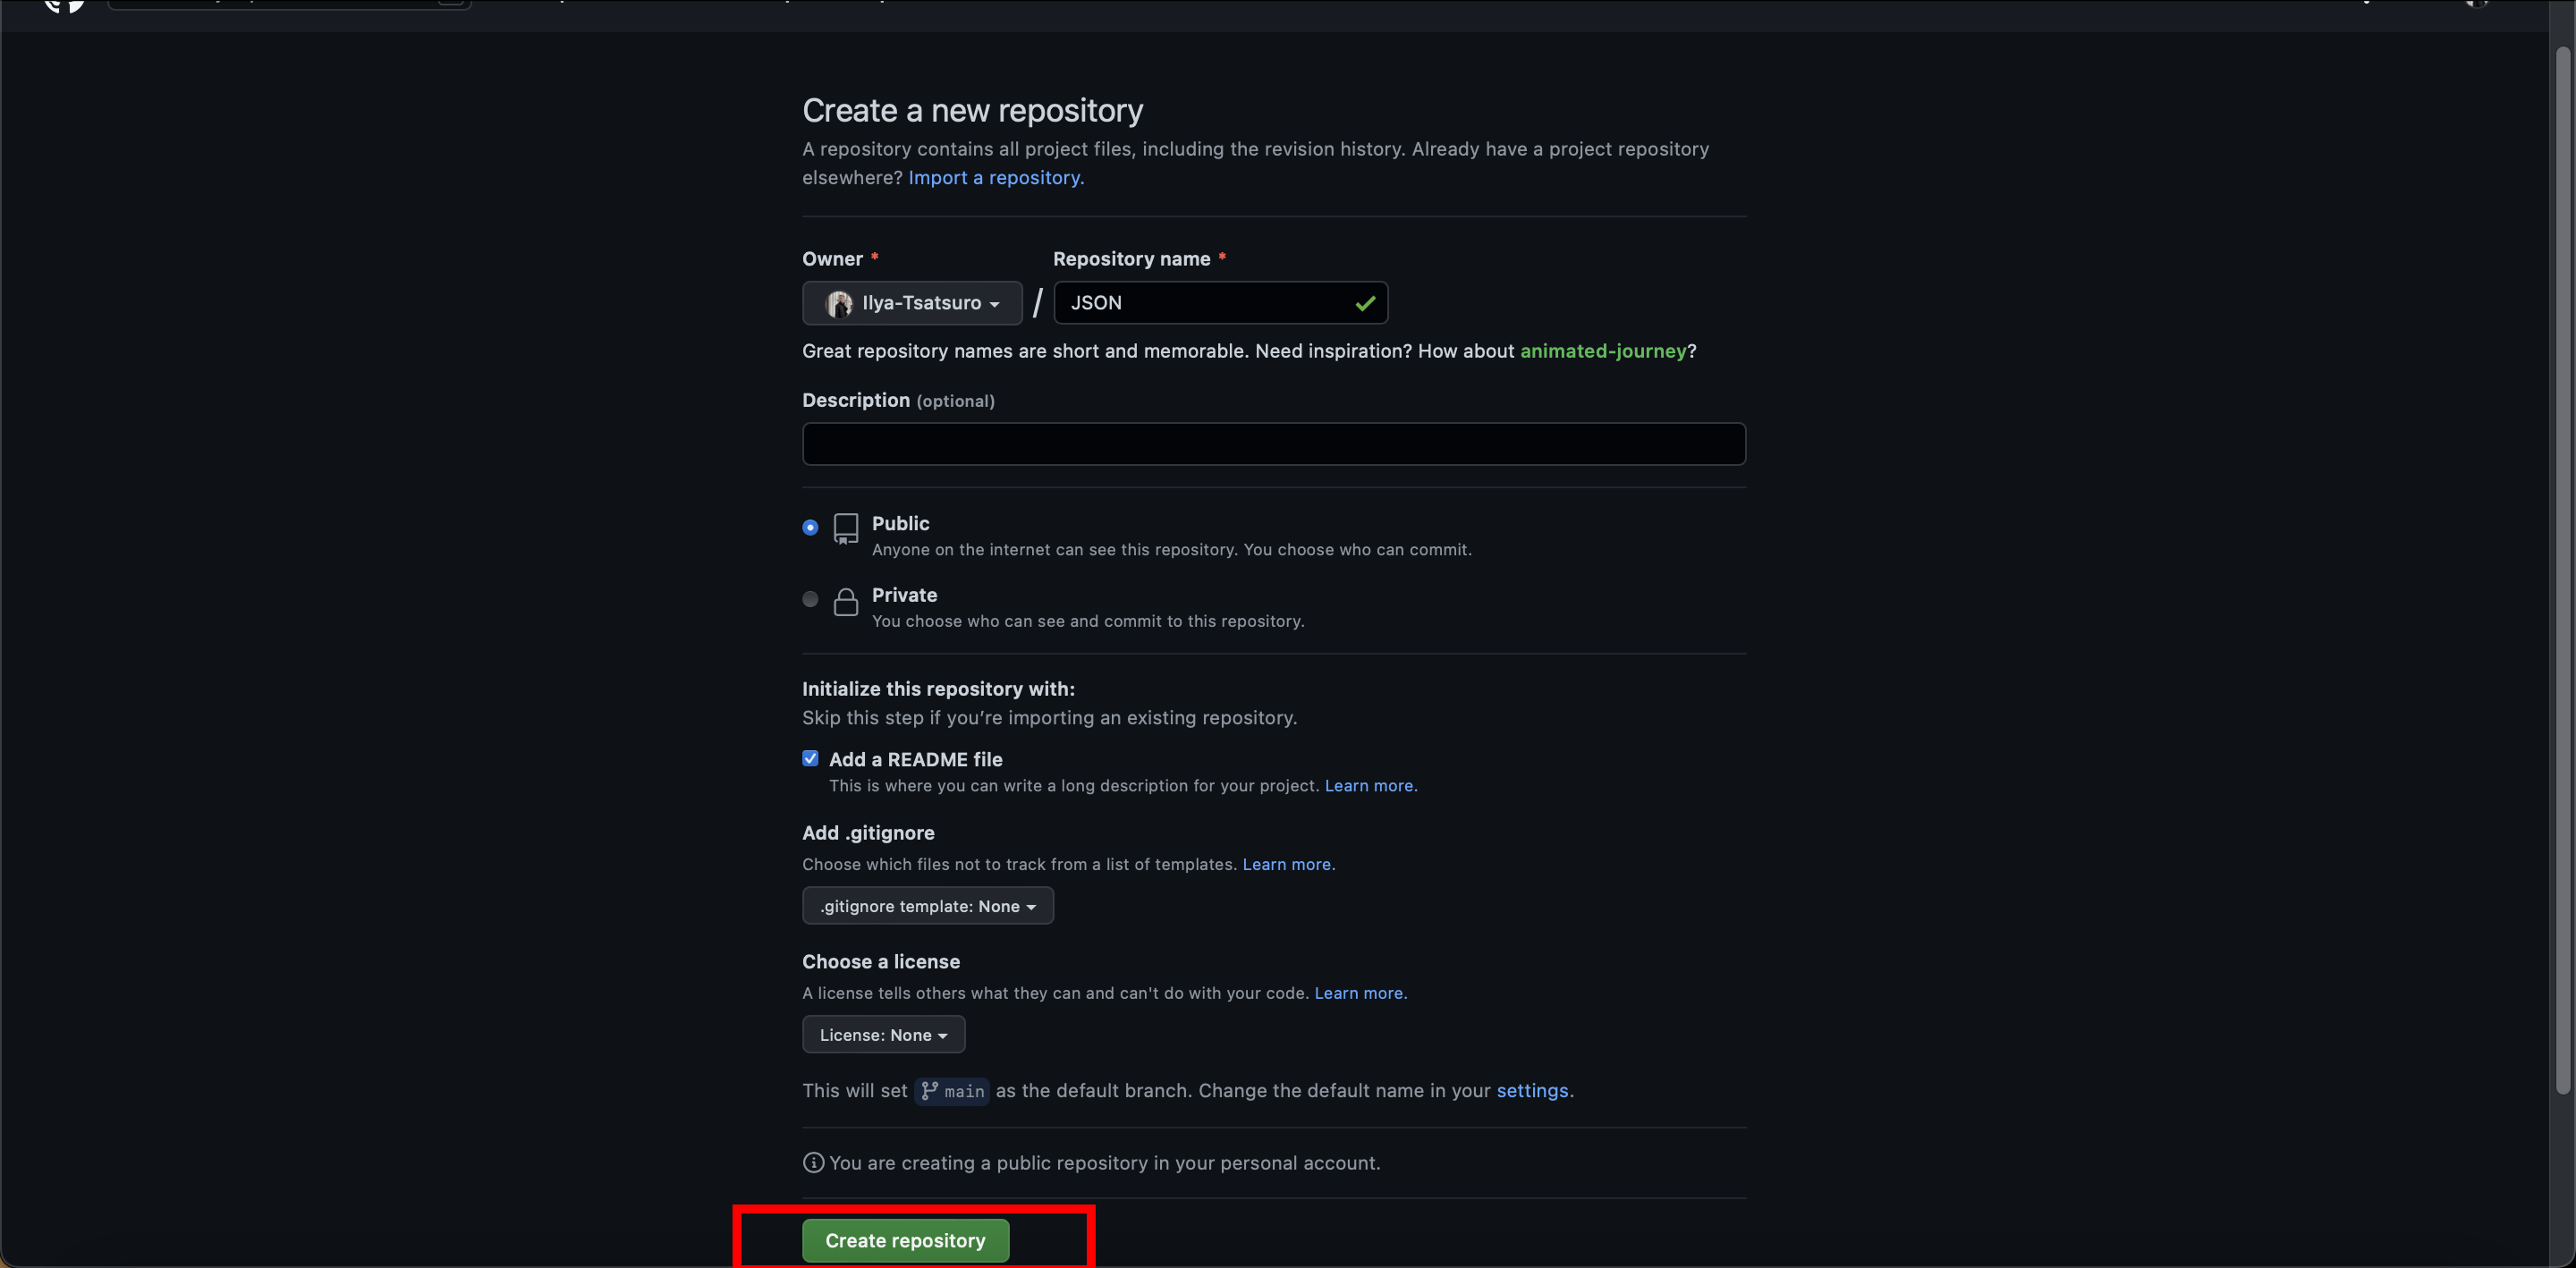 Create a new repository
A repository contains all project files, including the revision history. Already have a project repository
elsewhere? Import a repository.
Owner *
Repository name *
Ilya-Tsatsuro
/
JSON
Great repository names are short and memorable. Need inspiration? How about animated-journey?
Description (optional)
Public
Anyone on the internet can see this repository. You choose who can commit.
Private
You choose who can see and commit to this repository.
Initialize this repository with:
Skip this step if you’re importing an existing repository.
Add a README file
This is where you can write a long description for your project. Learn more.
Add .gitignore
Choose which files not to track from a list of templates. Learn more.
.gitignore template: None
Choose a license
A license tells others what they can and can't do with your code. Learn more.
License: None
This will set main as the default branch. Change the default name in your settings.
You are creating a public repository in your personal account.
Create repository